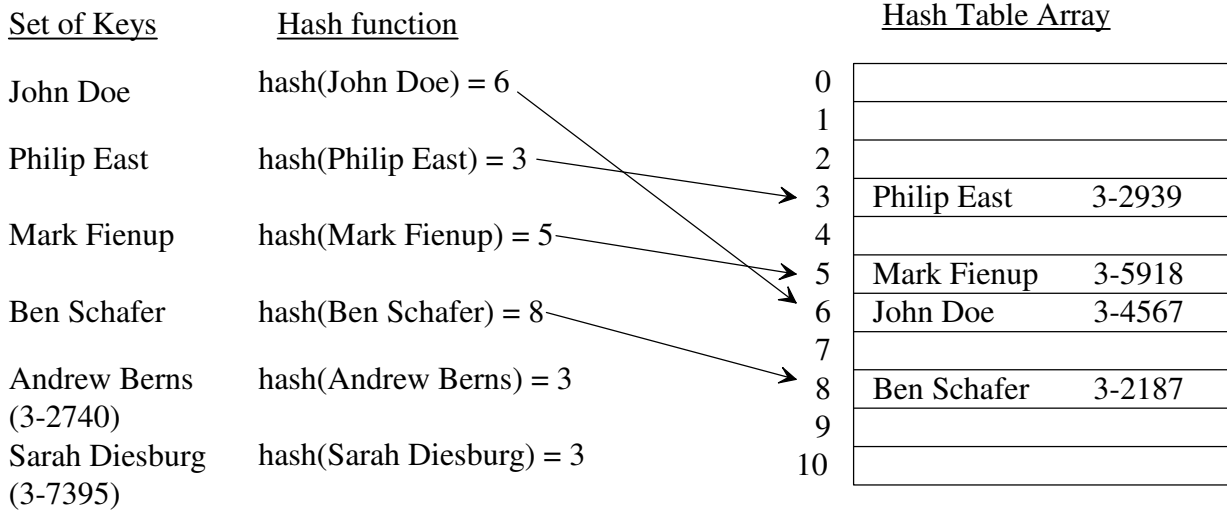 Set of Keys Hash function Hash Table Array
John Doe hash(John Doe) = 6
Philip East hash(Philip East) = 3
Mark Fienup hash(Mark Fienup) = 5
Ben Schafer hash(Ben Schafer) = 8
Andrew Berns hash(Andrew Berns) = 3
(3-2740)
Sarah Diesburg hash(Sarah Diesburg) = 3
(3-7395)
0
1
2
3 Philip East 3-2939
4
5 Mark Fienup 3-5918
6 John Doe 3-4567
7
8 Ben Schafer 3-2187
9
10